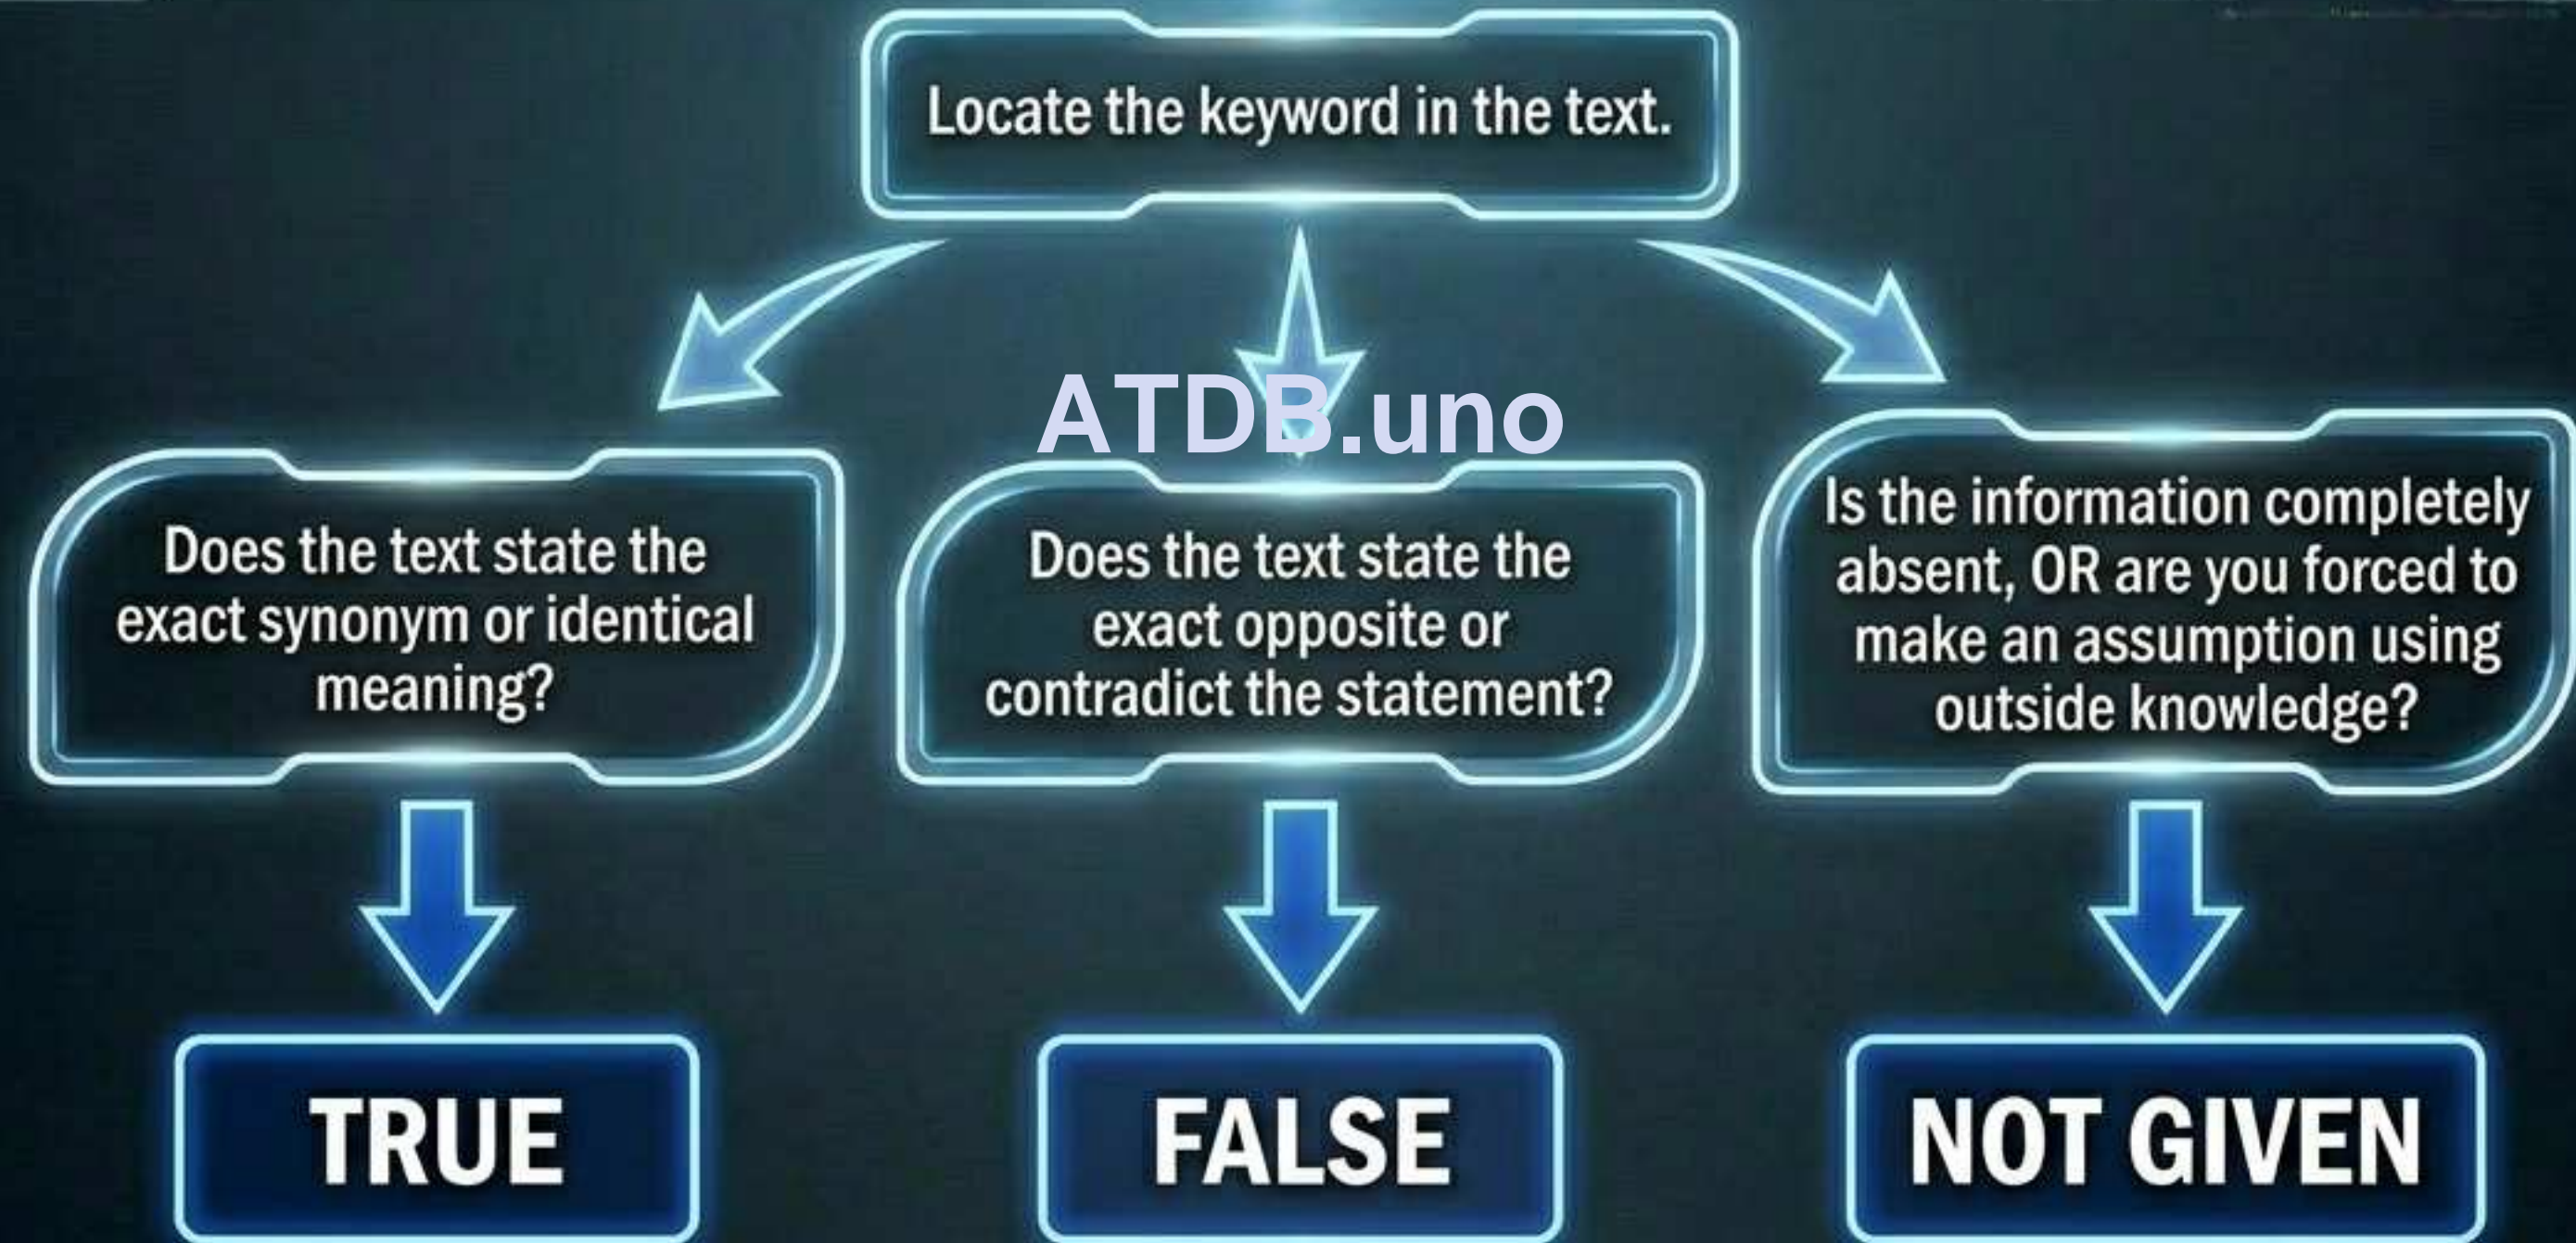 Locate the keyword in the text.
ATDB.uno
Does the text state the
exact synonym or identical
meaning?
Does the text state the
exact opposite or
contradict the statement?
Is the information completely
absent, OR are you forced to
make an assumption using
outside knowledge?
TRUE
FALSE
NOT GIVEN